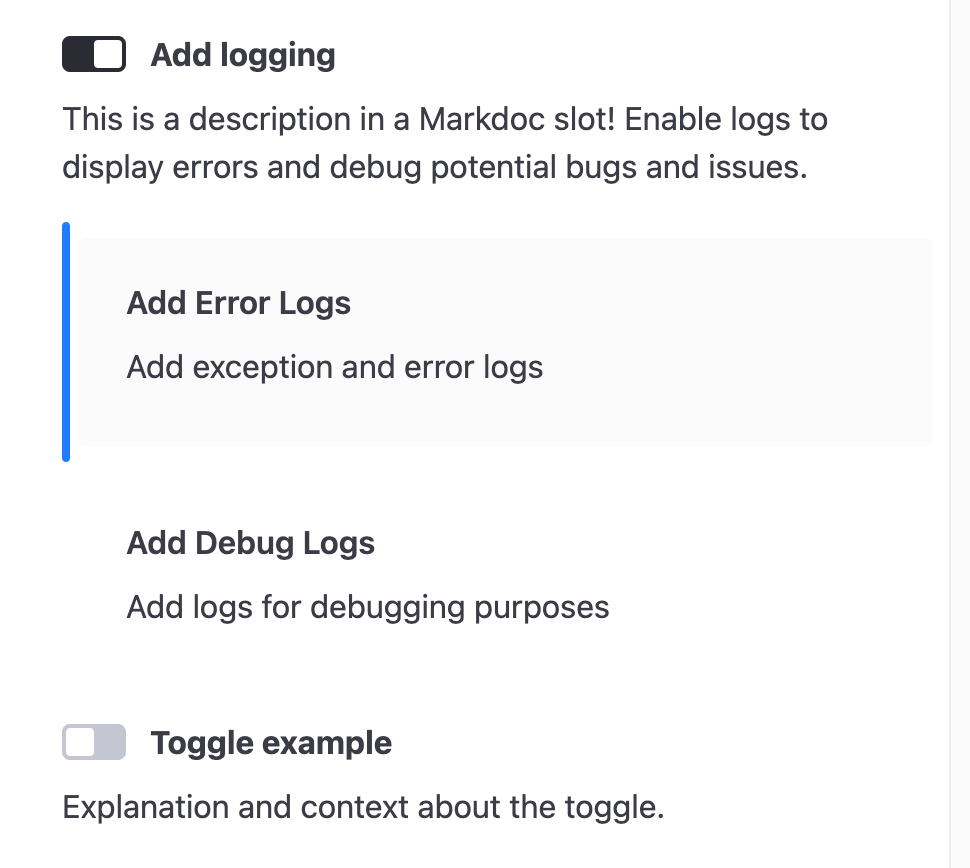 Add logging
This is a description in a Markdoc slot! Enable logs to
display errors and debug potential bugs and issues.
Add Error Logs
Add exception and error logs
Add Debug Logs
Add logs for debugging purposes
Toggle example
Explanation and context about the toggle.